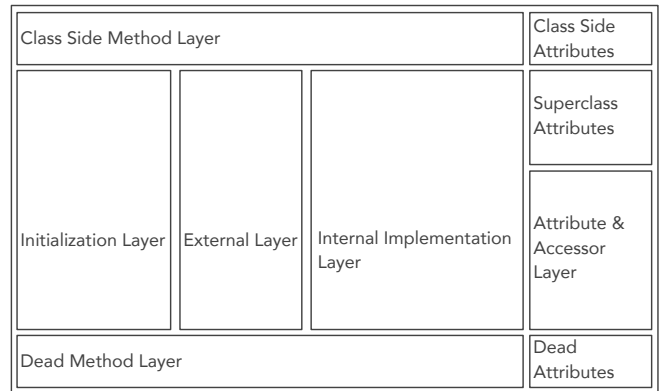 Class Side Method Layer
Class Side
Attributes
Superclass
Attributes
Initialization Layer
External Layer
Internal Implementation
Layer
Attribute &
Accessor
Layer
Dead Method Layer
Dead
Attributes